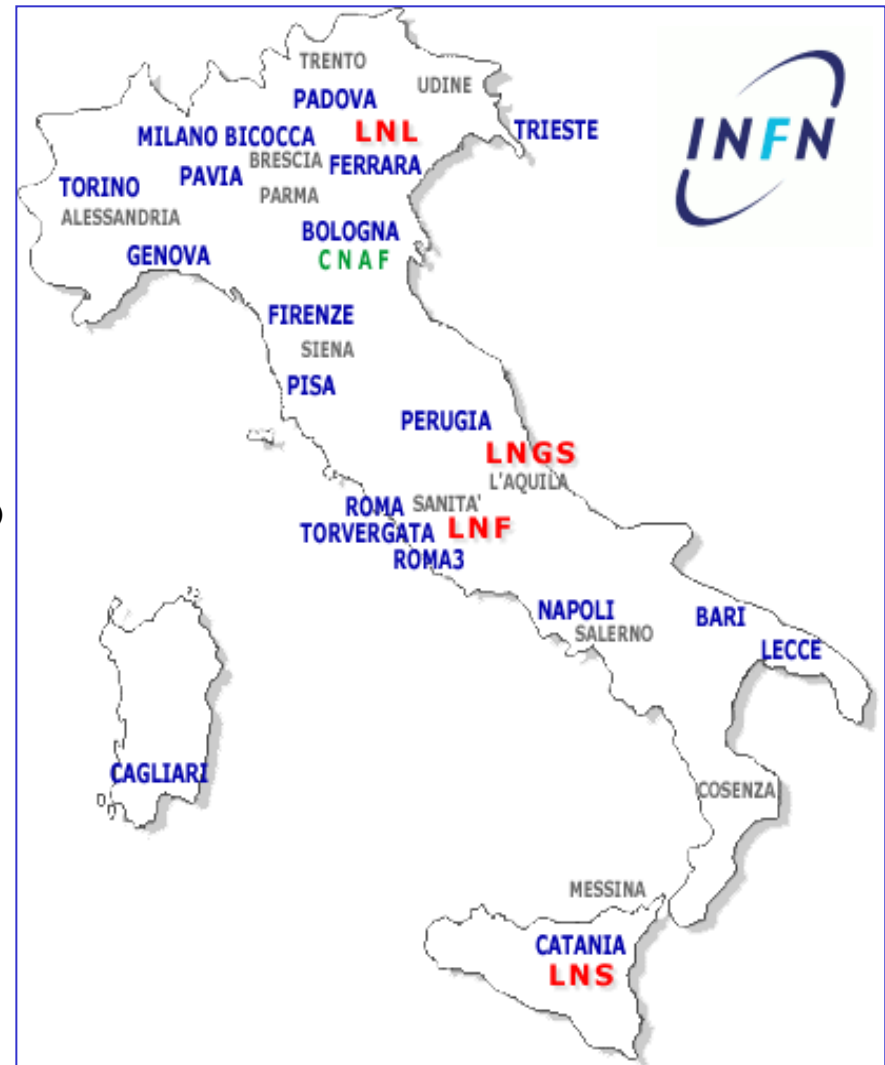 TRENTO
UDINE
PADOVA
INFN
MILANO BICOCCA
LNL
TRIESTE
BRESCIA
FERRARA
PAVIA
TORINO
PARMA
ALESSANDRIA
BOLOGNA
GENOVA
CNAF
FIRENZE
SIENA
PISA
PERUGIA
LNGS
L'AQUILA
ROMA
SANITA'
TORVERGATA
LNF
ROMA3
NAPOLI
BARI
SALERNO
LECCE
CAGLIARI
COSENZA
MESSINA
CATANIA
LNS